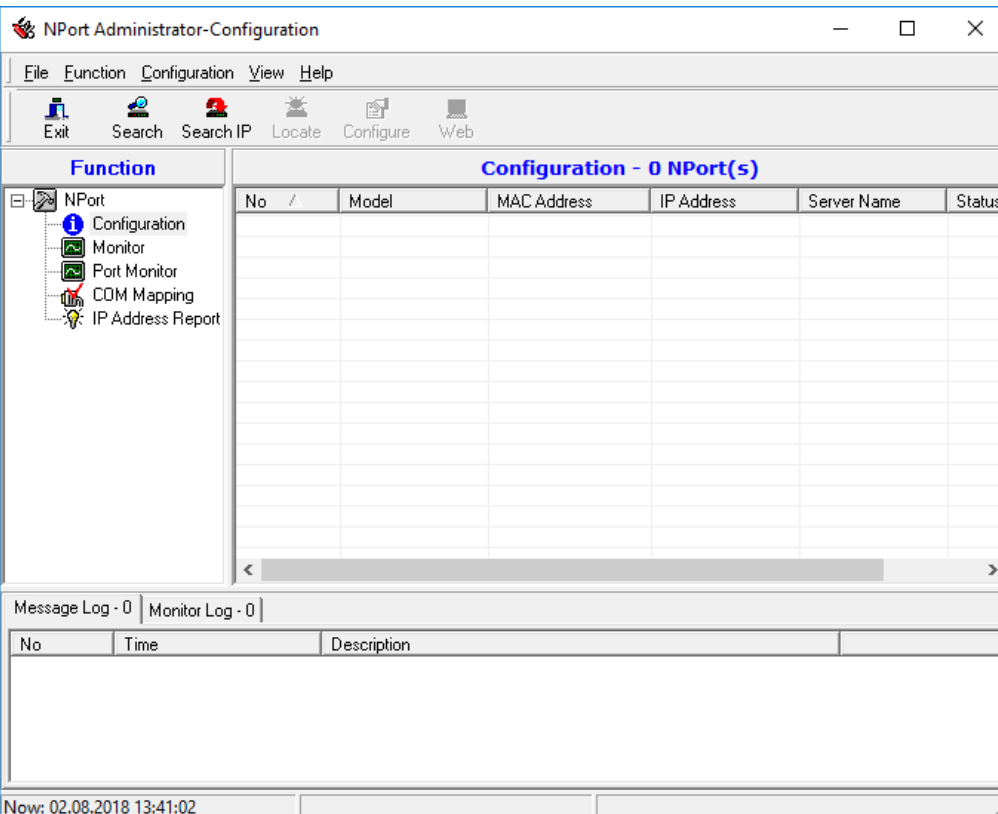 NPort Administrator-Configuration
File Function Configuration View Help
Exit Search Search IP Locate Configure Web
Function
Configuration - 0 NPort(s)
NPort
Configuration
Monitor
Port Monitor
COM Mapping
IP Address Report
No Model MAC Address IP Address Server Name Status
Message Log - 0 Monitor Log - 0
No Time Description
Now: 02.08.2018 13:41:02